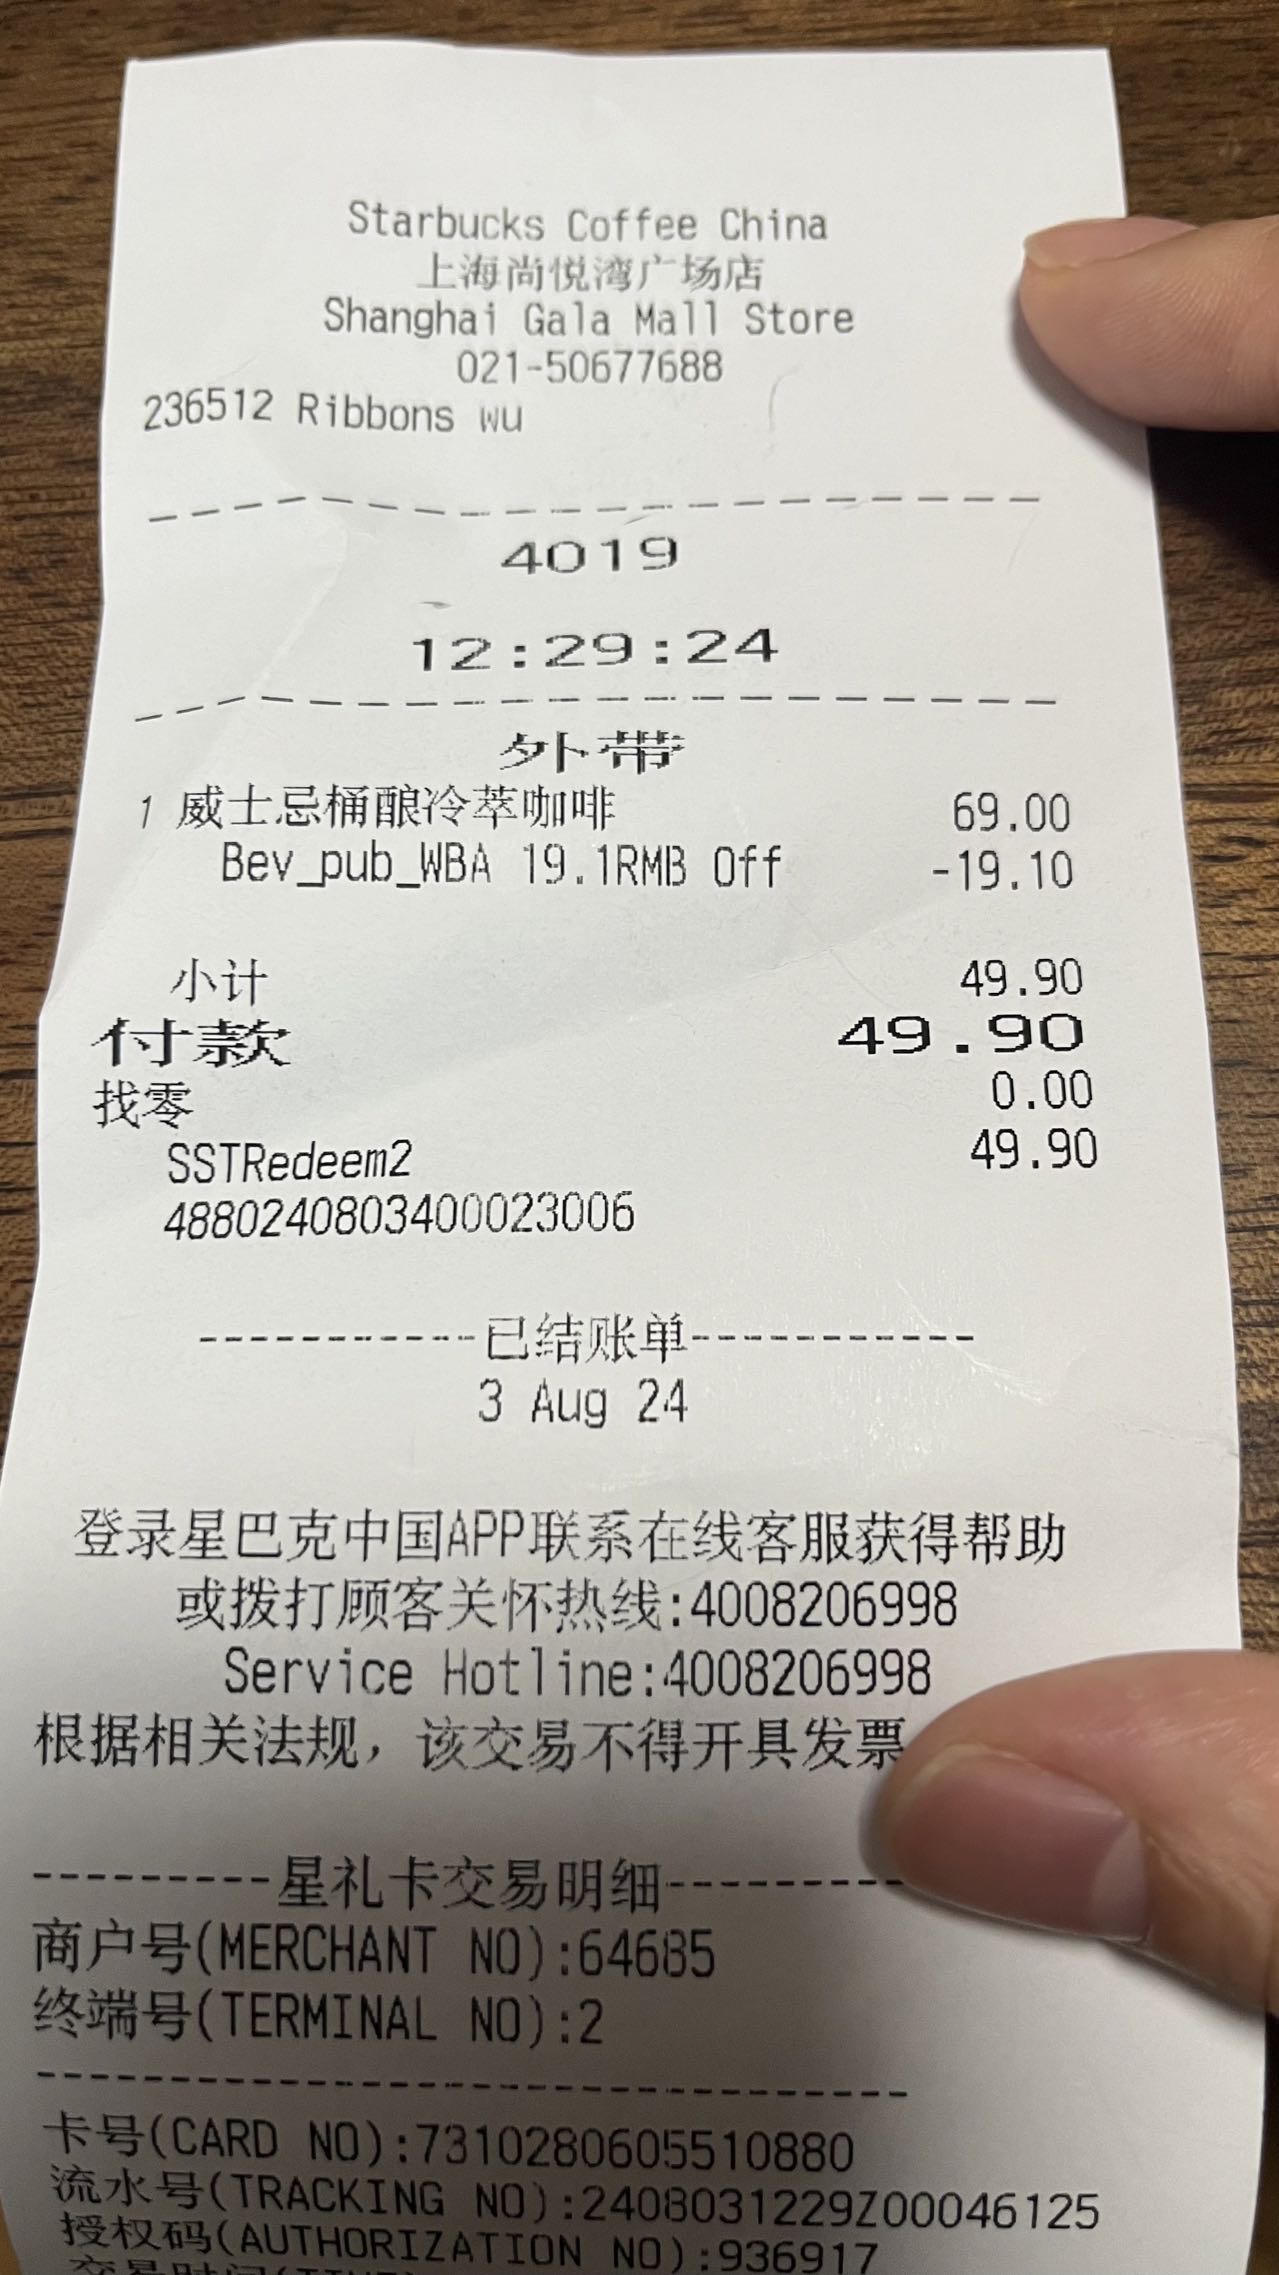 Starbucks Coffee China
上海尚悦湾广场店
Shanghai Gala Mall Store
021-50677688
236512 Ribbons wu
4019
12:29:24
外带
1 威士忌桶酿冷萃咖啡 69.00
Bev_pub_WBA 19.1RMB Off -19.10
小计 49.90
付款 49.90
找零 0.00
SSTRedeem2 49.90
4880240803400023006
-----------已结账单-----------
3 Aug 24
登录星巴克中国APP联系在线客服获得帮助
或拨打顾客关怀热线:4008206998
Service Hotline:4008206998
根据相关法规，该交易不得开具发票
---------星礼卡交易明细---------
商户号(MERCHANT NO):64685
终端号(TERMINAL NO):2
卡号(CARD NO):7310280605510880
流水号(TRACKING NO):2408031229Z00046125
授权码(AUTHORIZATION NO):936917